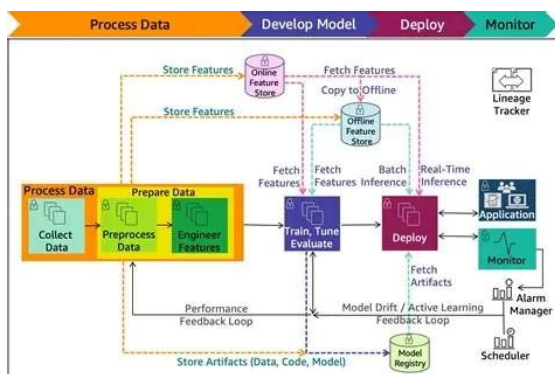 Process Data
Develop Model
Deploy
Monitor
Store Features
Online
Feature
Store
Fetch Features
Copy to Offline
Lineage
Tracker
Store Features
Offline
Feature
Store
Fetch
Features
Fetch
Features
Batch
Inference
Real-Time
Inference
Process Data
Prepare Data
Collect
Data
Preprocess
Data
Engineer
Features
Train, Tune
Evaluate
Deploy
Application
Monitor
Fetch
Artifacts
Performance
Feedback Loop
Model Drift / Active Learning
Feedback Loop
Alarm
Manager
Scheduler
Store Artifacts (Data, Code, Model)
Model
Registry